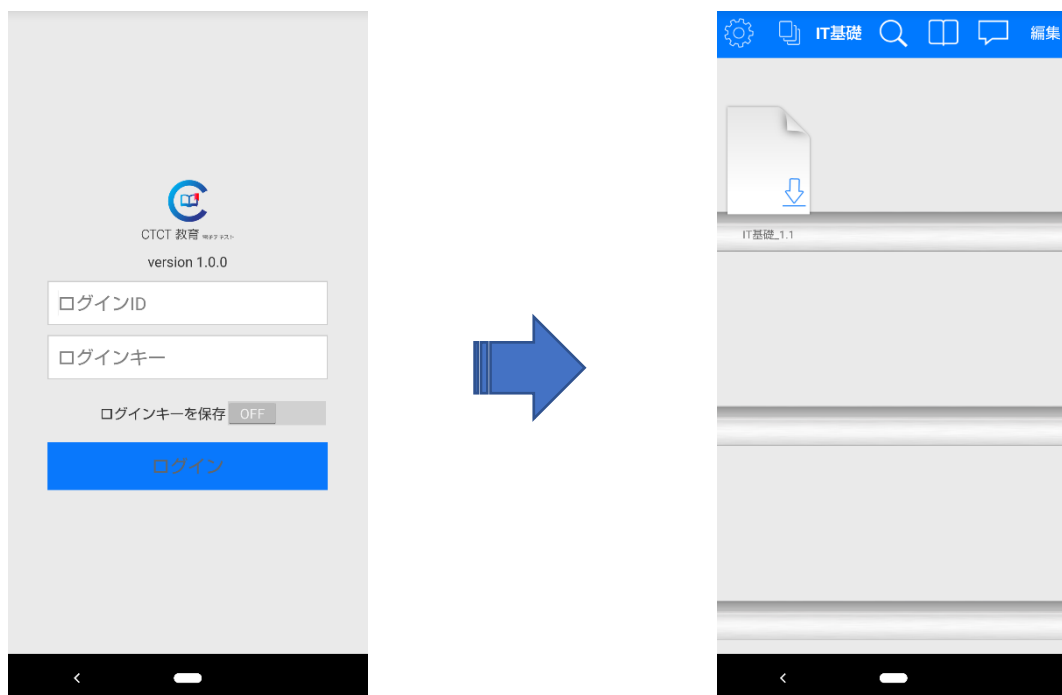 CTCT 教育
version 1.0.0
ログインID
ログインキー
ログインキーを保存 OFF
ログイン
IT基礎
編集
IT基礎_1.1